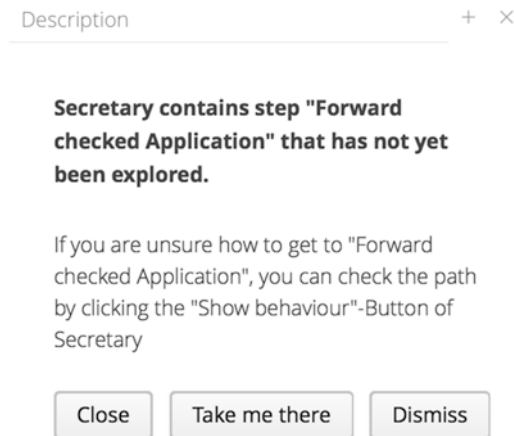 Description
Secretary contains step "Forward
checked Application" that has not yet
been explored.
If you are unsure how to get to "Forward
checked Application", you can check the path
by clicking the "Show behaviour"-Button of
Secretary
Close Take me there Dismiss